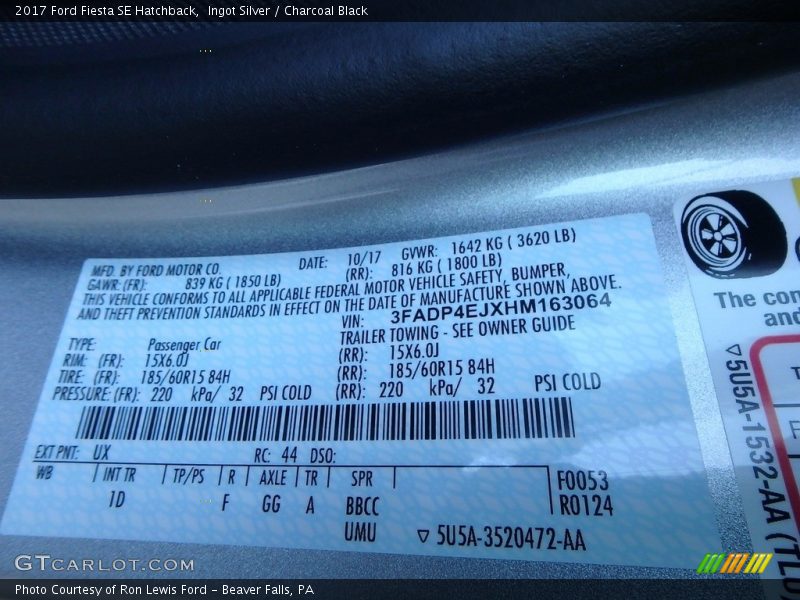 2017 Ford Fiesta SE Hatchback, Ingot Silver / Charcoal Black
MFD. BY FORD MOTOR CO. DATE: 10/17 GVWR: 1642 KG ( 3620 LB)
GAWR: (FR): 839 KG ( 1850 LB) (RR): 816 KG ( 1800 LB)
THIS VEHICLE CONFORMS TO ALL APPLICABLE FEDERAL MOTOR VEHICLE SAFETY, BUMPER,
AND THEFT PREVENTION STANDARDS IN EFFECT ON THE DATE OF MANUFACTURE SHOWN ABOVE.
VIN: 3FADP4EJXHM163064
TYPE: Passenger Car TRAILER TOWING - SEE OWNER GUIDE
RIM: (FR): 15X6.0J (RR): 15X6.0J
TIRE: (FR): 185/60R15 84H (RR): 185/60R15 84H
PRESSURE: (FR): 220 kPa/ 32 PSI COLD (RR): 220 kPa/ 32 PSI COLD
EXT PNT: UX RC: 44 DSO:
WB INT TR TP/PS R AXLE TR SPR F0053
1D F GG A BBCC R0124
UMU ▽ 5U5A-3520472-AA
The con
and
▽5U5A-1532-AA (TLU
GTCARLOT.COM
Photo Courtesy of Ron Lewis Ford - Beaver Falls, PA